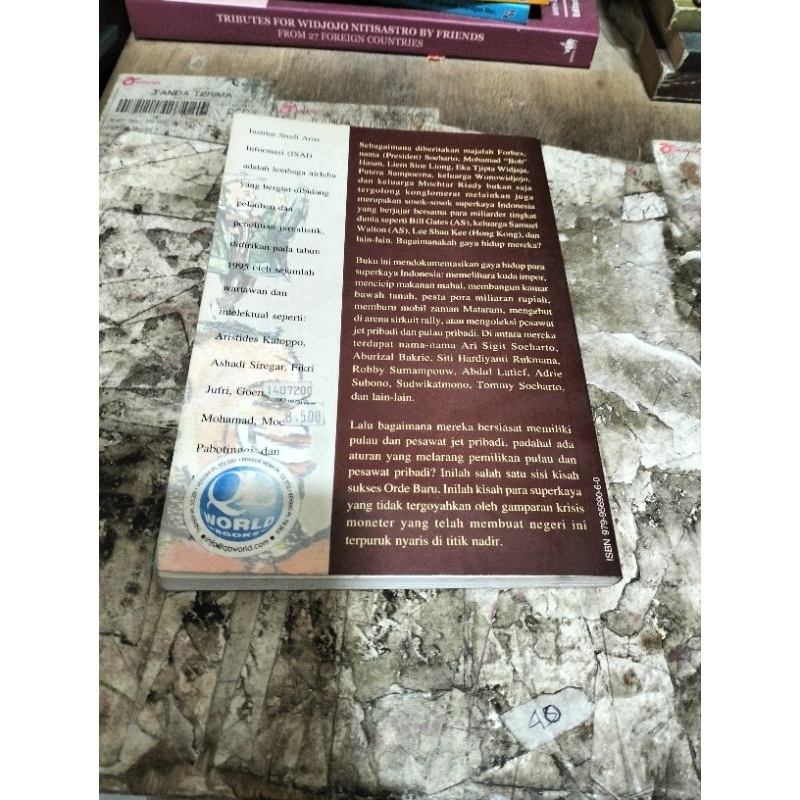 TRIBUTES FOR WIDJOJO NITISASTRO BY FRIENDS
FROM 27 FOREIGN COUNTRIES
TANDA TERIMA
Institut Studi Arus
Informasi (ISAI)
adalah lembaga nirlaba
yang bergiat di bidang
pelatihan dan
penelitian jurnalistik,
didirikan pada tahun
1995 oleh sejumlah
wartawan dan
intelektual seperti:
Aristides Katoppo,
Ashadi Siregar, Fikri
Jufri, Goen
Mohamad, Moc
Pabottinggi dan
1407200
8.500
QB
WORLD
BOOKS
info@qbworld.com
Sebagaimana diberitakan majalah Forbes,
nama (Presiden) Soeharto, Mohamad "Bob"
Hasan, Liem Sioe Liong, Eka Tjipta Widjaja,
Putera Sampoerna, keluarga Wonowidjojo,
dan keluarga Mochtar Riady bukan saja
tergolong konglomerat melainkan juga
merupakan sosok-sosok superkaya Indonesia
yang berjajar bersama para miliarder tingkat
dunia seperti Bill Gates (AS), keluarga Samuel
Walton (AS), Lee Shau Kee (Hong Kong), dan
lain-lain. Bagaimanakah gaya hidup mereka?
Buku ini mendokumentasikan gaya hidup para
superkaya Indonesia: memelihara kuda impor,
mencicip makanan mahal, membangun kamar
bawah tanah, pesta pora miliaran rupiah,
memburu mobil zaman Mataram, mengebut
di arena sirkuit rally, atau mengoleksi pesawat
jet pribadi dan pulau pribadi. Di antara mereka
terdapat nama-nama Ari Sigit Soeharto,
Aburizal Bakrie, Siti Hardiyanti Rukmana,
Robby Sumampouw, Abdul Latief, Adrie
Subono, Sudwikatmono, Tommy Soeharto,
dan lain-lain.
Lalu bagaimana mereka bersiasat memiliki
pulau dan pesawat jet pribadi, padahal ada
aturan yang melarang pemilikan pulau dan
pesawat pribadi? Inilah salah satu sisi kisah
sukses Orde Baru. Inilah kisah para superkaya
yang tidak tergoyahkan oleh gamparan krisis
moneter yang telah membuat negeri ini
terpuruk nyaris di titik nadir.
ISBN 979-95690-6-0
40